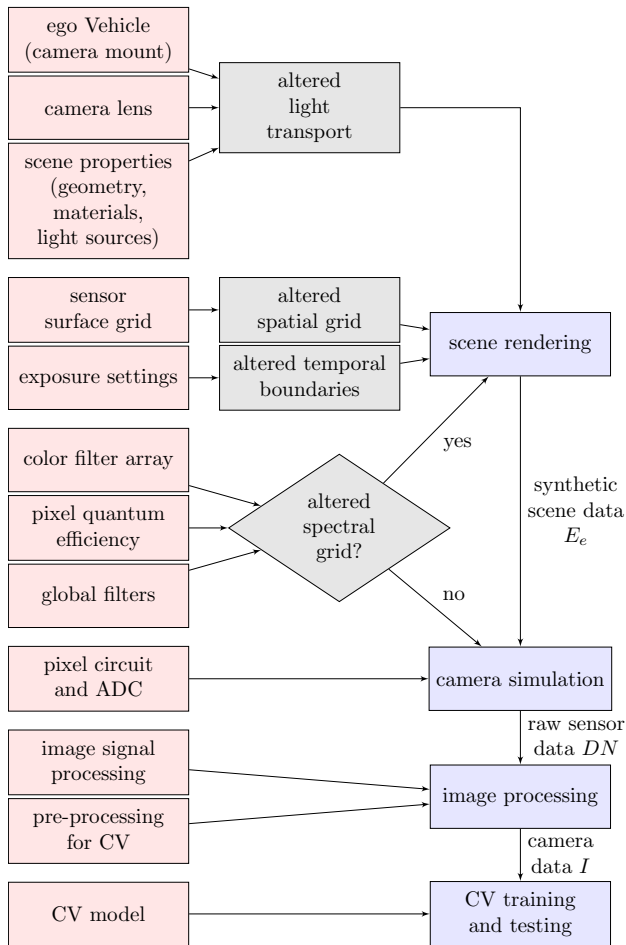 ego Vehicle
(camera mount)
camera lens
scene properties
(geometry,
materials,
light sources)
altered
light
transport
sensor
surface grid
altered
spatial grid
exposure settings
altered temporal
boundaries
scene rendering
color filter array
pixel quantum
efficiency
global filters
altered
spectral
grid?
yes
no
synthetic
scene data
E_e
pixel circuit
and ADC
camera simulation
raw sensor
data DN
image signal
processing
pre-processing
for CV
image processing
camera
data I
CV model
CV training
and testing